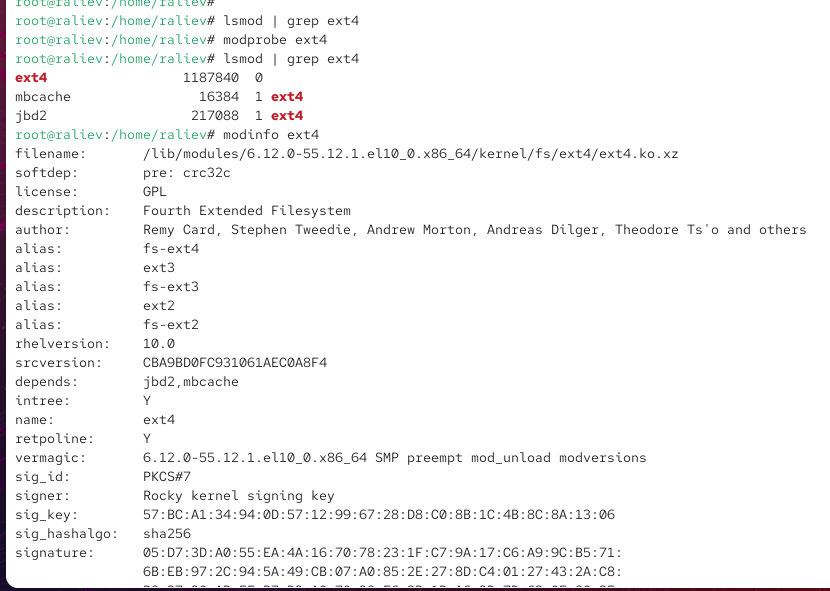 root@raliev:/home/raliev#
root@raliev:/home/raliev# lsmod | grep ext4
root@raliev:/home/raliev# modprobe ext4
root@raliev:/home/raliev# lsmod | grep ext4
ext4                 1187840  0
mbcache                16384  1 ext4
jbd2                  217088  1 ext4
root@raliev:/home/raliev# modinfo ext4
filename:       /lib/modules/6.12.0-55.12.1.el10_0.x86_64/kernel/fs/ext4/ext4.ko.xz
softdep:        pre: crc32c
license:        GPL
description:    Fourth Extended Filesystem
author:         Remy Card, Stephen Tweedie, Andrew Morton, Andreas Dilger, Theodore Ts'o and others
alias:          fs-ext4
alias:          ext3
alias:          fs-ext3
alias:          ext2
alias:          fs-ext2
rhelversion:    10.0
srcversion:     CBA9BD0FC931061AEC0A8F4
depends:        jbd2,mbcache
intree:         Y
name:           ext4
retpoline:      Y
vermagic:       6.12.0-55.12.1.el10_0.x86_64 SMP preempt mod_unload modversions
sig_id:         PKCS#7
signer:         Rocky kernel signing key
sig_key:        57:BC:A1:34:94:0D:57:12:99:67:28:D8:C0:8B:1C:4B:8C:8A:13:06
sig_hashalgo:   sha256
signature:      05:D7:3D:A0:55:EA:4A:16:70:78:23:1F:C7:9A:17:C6:A9:9C:B5:71:
                6B:EB:97:2C:94:5A:49:CB:07:A0:85:2E:27:8D:C4:01:27:43:2A:C8: